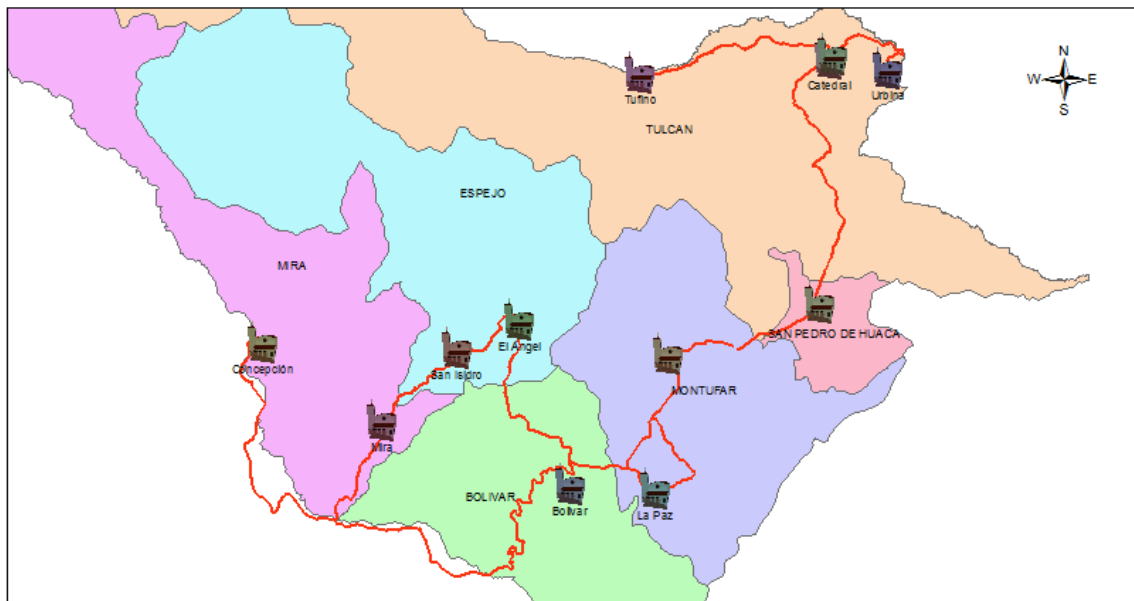 N
W E
S
Tufino
Catedral
Urbina
TULCAN
ESPEJO
MIRA
SAN PEDRO DE HUACA
El Angel
Concepción
San Isidro
MONTUFAR
Mira
BOLIVAR
Bolivar
La Paz